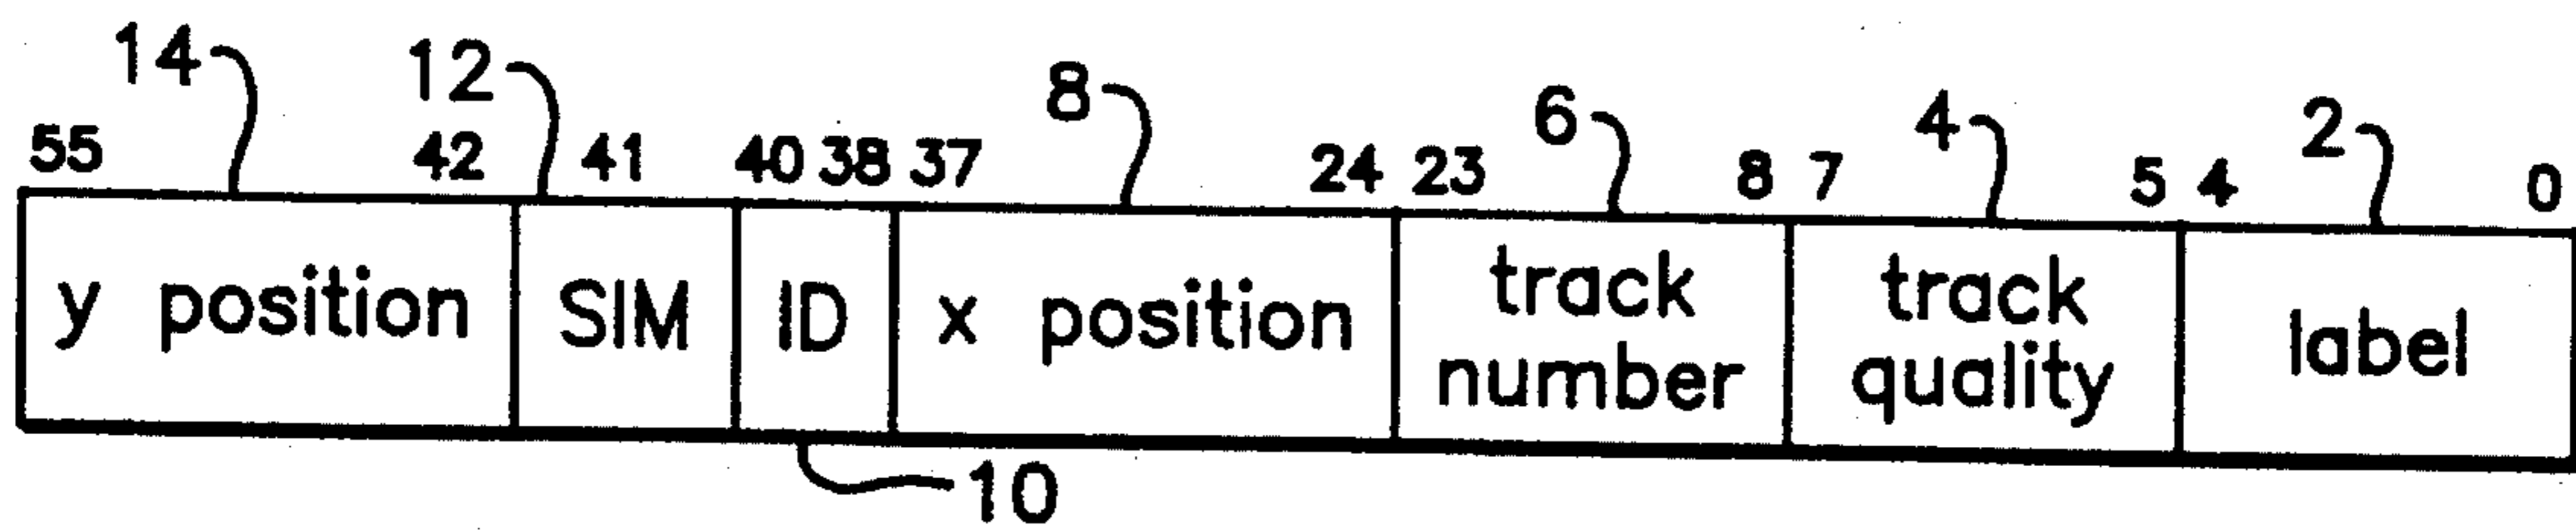 14 12 8 6 4 2
55 42 41 40 38 37 24 23 8 7 5 4 0
y position SIM ID x position track number track quality label
10